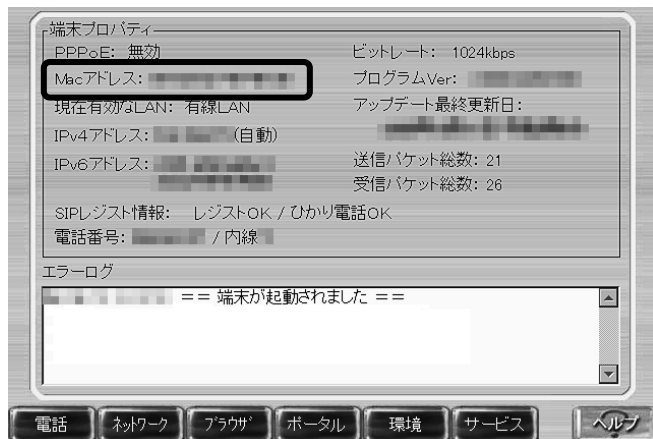 端末プロパティ
PPPoE: 無効
ビットレート: 1024kbps
Macアドレス:
プログラムVer:
現在有効なLAN: 有線LAN
アップデート最終更新日:
IPv4アドレス: (自動)
IPv6アドレス:
送信パケット総数: 21
受信パケット総数: 26
SIPレジスト情報: レジストOK / ひかり電話OK
電話番号: / 内線
エラーログ
== 端末が起動されました ==
電話 ネットワーク ブラウザ ポータル 環境 サービス ヘルプ